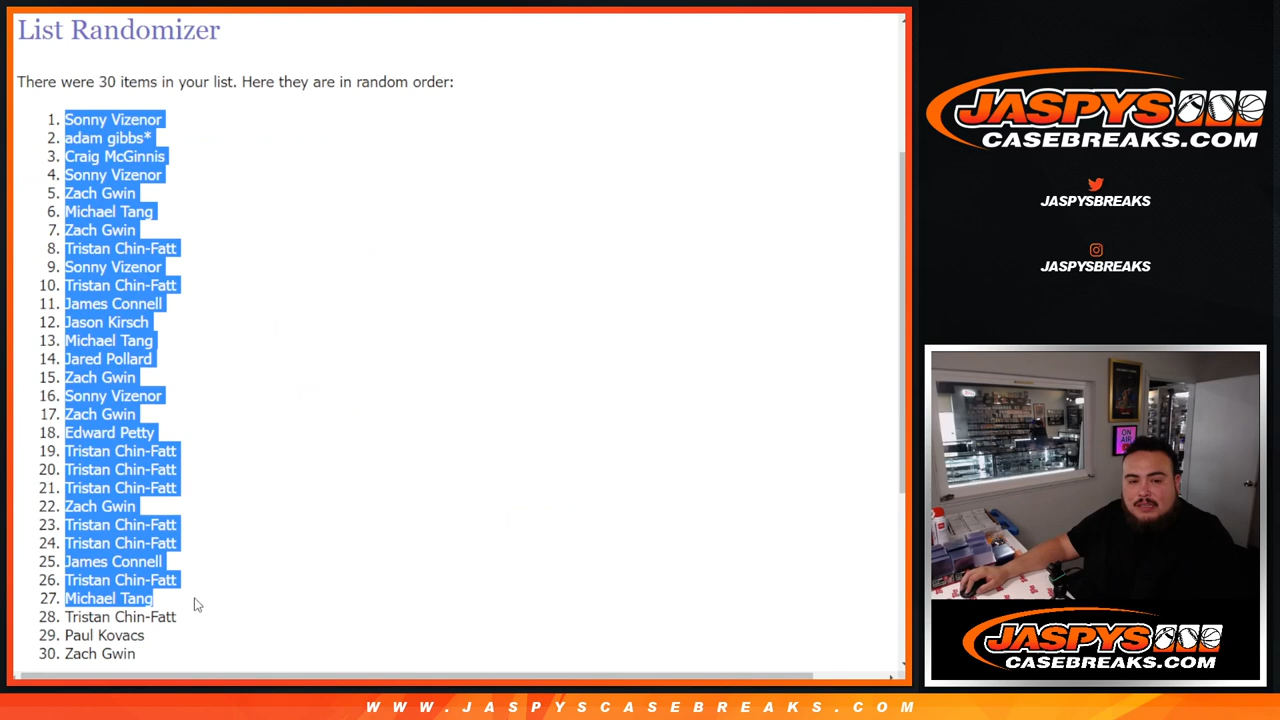 List Randomizer
There were 30 items in your list. Here they are in random order:
1. Sonny Vizenor
2. adam gibbs*
3. Craig McGinnis
4. Sonny Vizenor
5. Zach Gwin
6. Michael Tang
7. Zach Gwin
8. Tristan Chin-Fatt
9. Sonny Vizenor
10. Tristan Chin-Fatt
11. James Connell
12. Jason Kirsch
13. Michael Tang
14. Jared Pollard
15. Zach Gwin
16. Sonny Vizenor
17. Zach Gwin
18. Edward Petty
19. Tristan Chin-Fatt
20. Tristan Chin-Fatt
21. Tristan Chin-Fatt
22. Zach Gwin
23. Tristan Chin-Fatt
24. Tristan Chin-Fatt
25. James Connell
26. Tristan Chin-Fatt
27. Michael Tang
28. Tristan Chin-Fatt
29. Paul Kovacs
30. Zach Gwin
JASPYS
CASEBREAKS.COM
JASPYSBREAKS
JASPYSBREAKS
ON AIR
JASPYS
CASEBREAKS.COM
WWW.JASPYSCASEBREAKS.COM